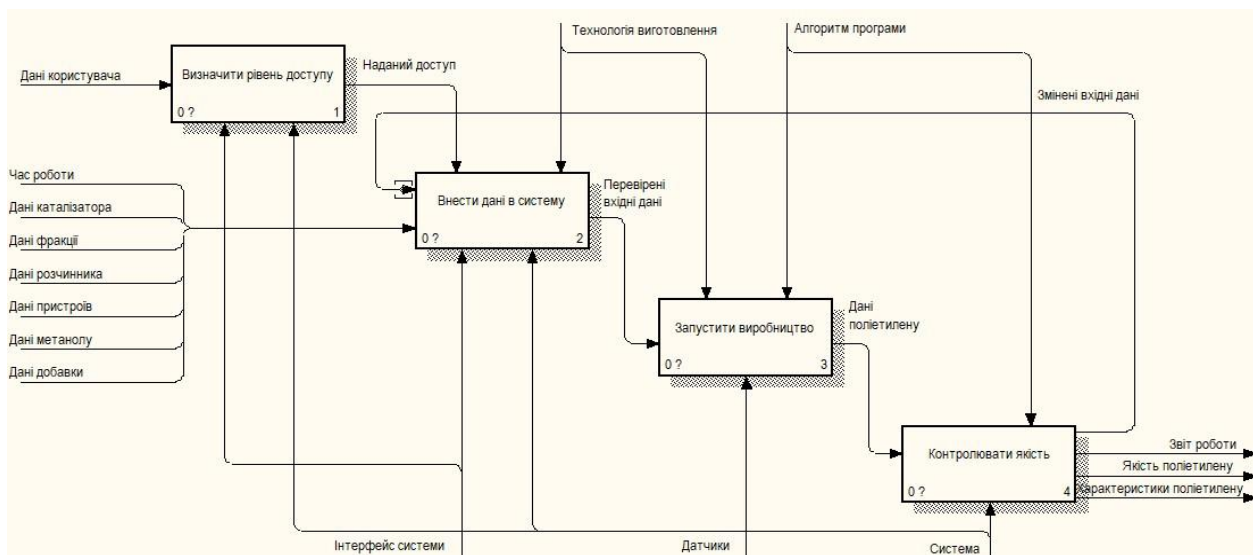 Технологія виготовлення
Алгоритм програми
Дані користувача
Визначити рівень доступу
0 ?
1
Наданий доступ
Змінені вхідні дані
Час роботи
Дані каталізатора
Дані фракції
Дані розчинника
Дані пристроїв
Дані метанолу
Дані добавки
Внести дані в систему
0 ?
2
Перевірені
вхідні дані
Запустити виробництво
0 ?
3
Дані
поліетилену
Контролювати якість
0 ?
4
Звіт роботи
Якість поліетилену
Характеристики поліетилену
Інтерфейс системи
Датчики
Система